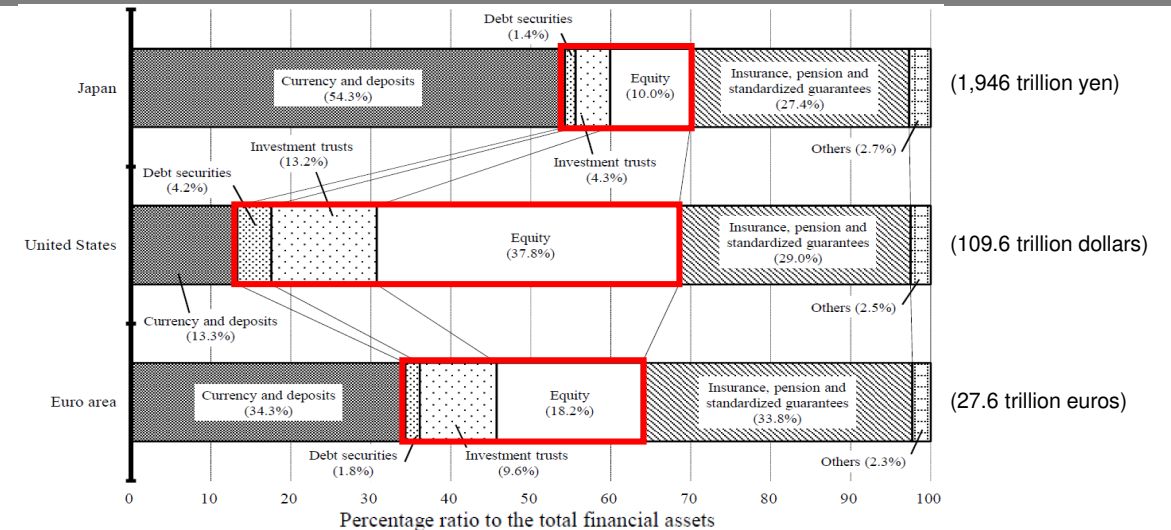 Debt securities
(1.4%)
Japan
Currency and deposits
(54.3%)
Equity
(10.0%)
Insurance, pension and
standardized guarantees
(27.4%)
(1,946 trillion yen)
Investment trusts
(13.2%)
Investment trusts
(4.3%)
Others (2.7%)
Debt securities
(4.2%)
United States
Equity
(37.8%)
Insurance, pension and
standardized guarantees
(29.0%)
(109.6 trillion dollars)
Currency and deposits
(13.3%)
Others (2.5%)
Euro area
Currency and deposits
(34.3%)
Equity
(18.2%)
Insurance, pension and
standardized guarantees
(33.8%)
(27.6 trillion euros)
Debt securities
(1.8%)
Investment trusts
(9.6%)
Others (2.3%)
0 10 20 30 40 50 60 70 80 90 100
Percentage ratio to the total financial assets